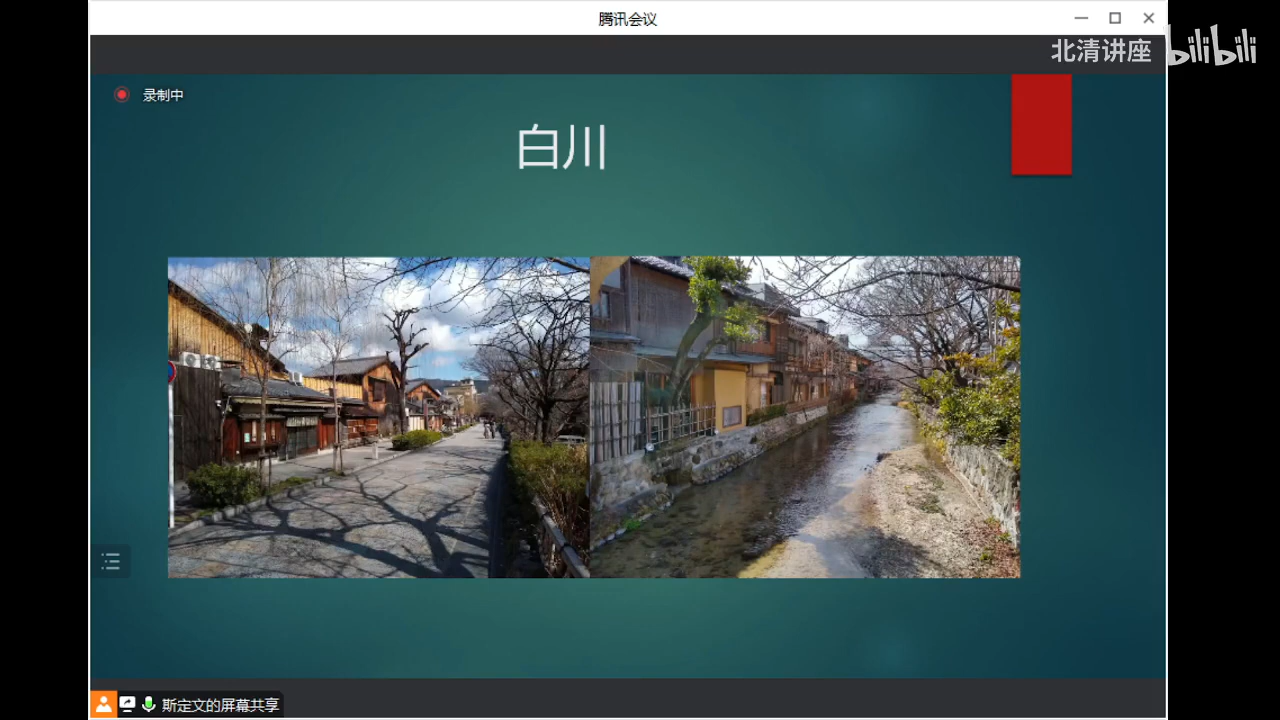 腾讯会议
北清讲座 bilibili
录制中
白川
斯定文的屏幕共享